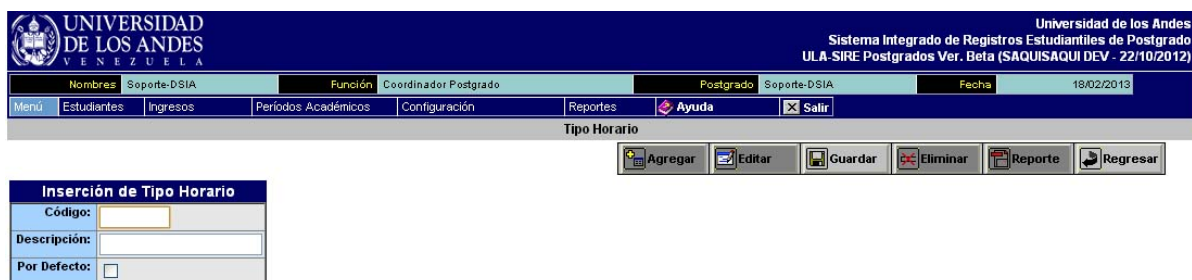 UNIVERSIDAD
DE LOS ANDES
VENEZUELA
Universidad de los Andes
Sistema Integrado de Registros Estudiantiles de Postgrado
ULA-SIRE Postgrados Ver. Beta (SAQUISAQUI DEV - 22/10/2012)
Nombres Soporte-DSIA Función Coordinador Postgrado Postgrado Soporte-DSIA Fecha 18/02/2013
Menú Estudiantes Ingresos Períodos Académicos Configuración Reportes Ayuda Salir
Tipo Horario
Agregar Editar Guardar Eliminar Reporte Regresar
Inserción de Tipo Horario
Código:
Descripción:
Por Defecto: